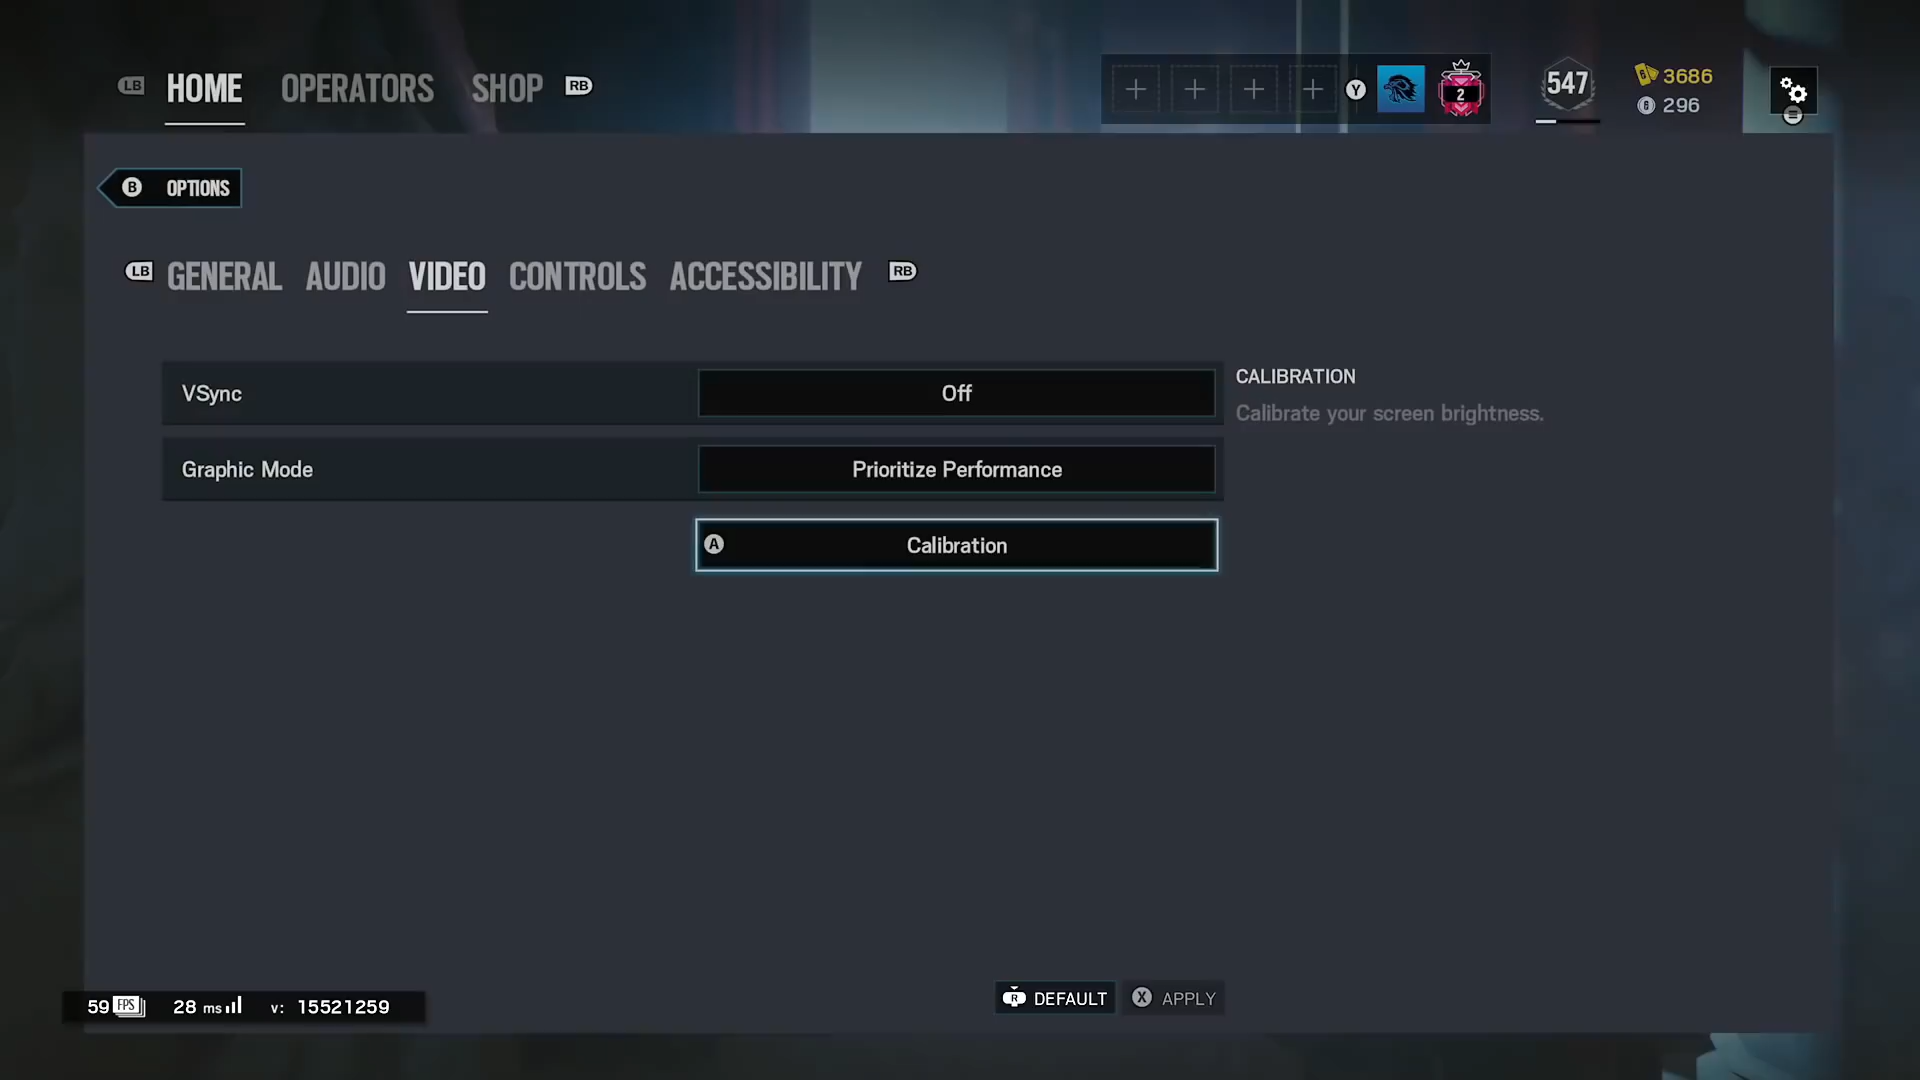 LB HOME OPERATORS SHOP RB
Y 2 547 3686
296
B OPTIONS
LB GENERAL AUDIO VIDEO CONTROLS ACCESSIBILITY RB
VSync Off
CALIBRATION
Calibrate your screen brightness.
Graphic Mode Prioritize Performance
A Calibration
59 FPS 28 ms v: 15521259
R DEFAULT X APPLY